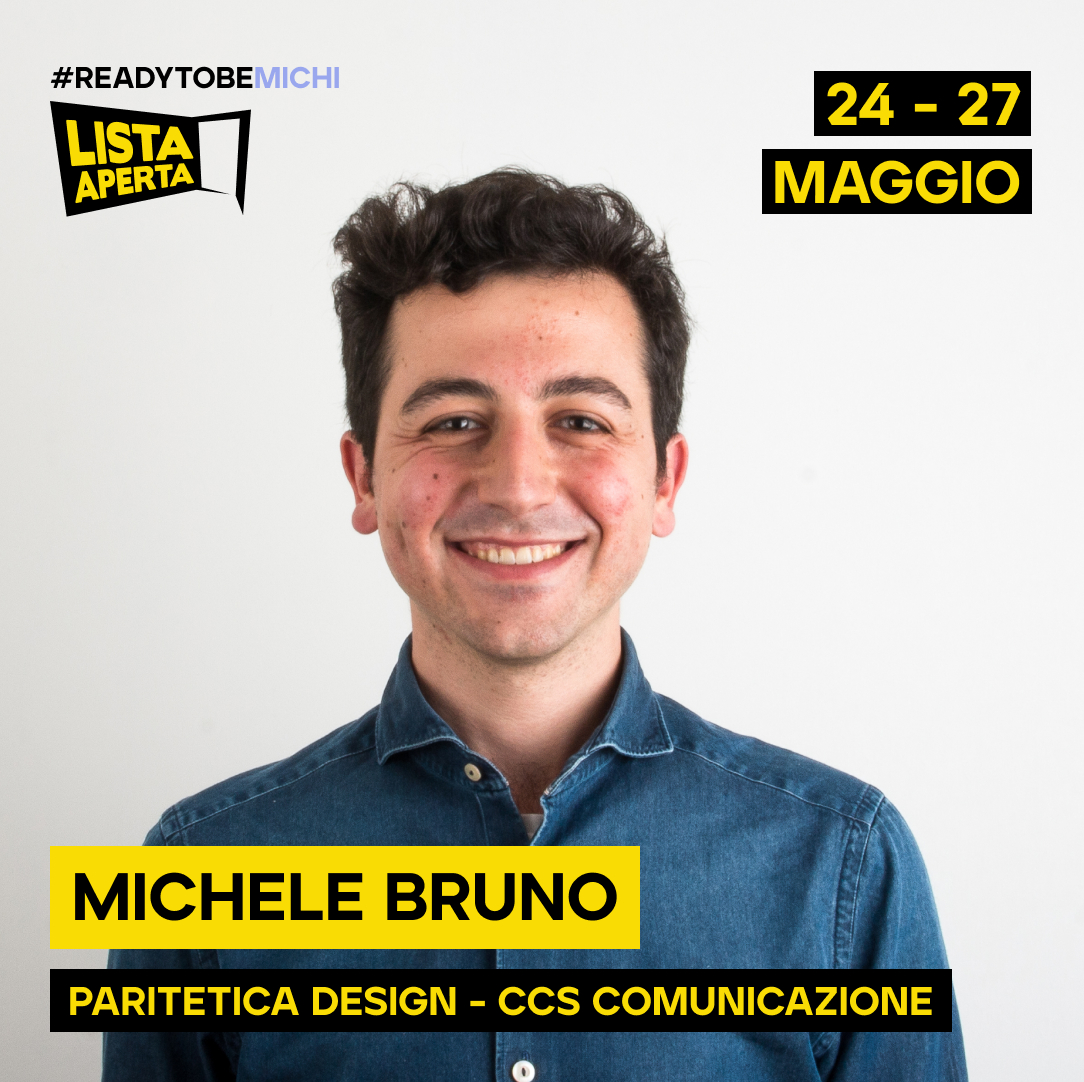 #READYTOBEMICHI
LISTA
APERTA
24 - 27
MAGGIO
MICHELE BRUNO
PARITETICA DESIGN - CCS COMUNICAZIONE